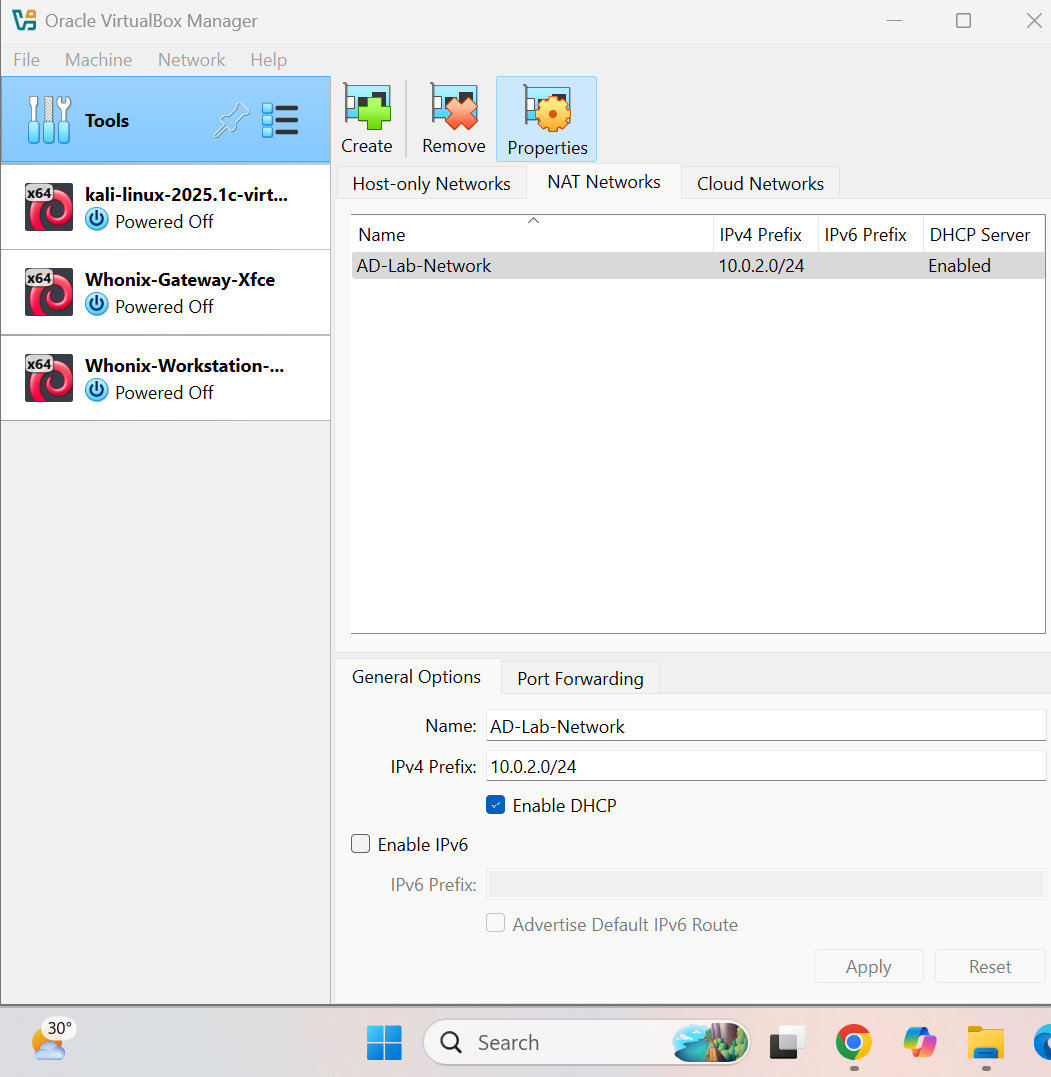 Oracle VirtualBox Manager
File Machine Network Help
Tools
Create
Remove
Properties
x64
kali-linux-2025.1c-virt...
Powered Off
x64
Whonix-Gateway-Xfce
Powered Off
x64
Whonix-Workstation-...
Powered Off
Host-only Networks NAT Networks Cloud Networks
Name IPv4 Prefix IPv6 Prefix DHCP Server
AD-Lab-Network 10.0.2.0/24 Enabled
General Options Port Forwarding
Name: AD-Lab-Network
IPv4 Prefix: 10.0.2.0/24
Enable DHCP
Enable IPv6
IPv6 Prefix:
Advertise Default IPv6 Route
Apply Reset
30°
Search